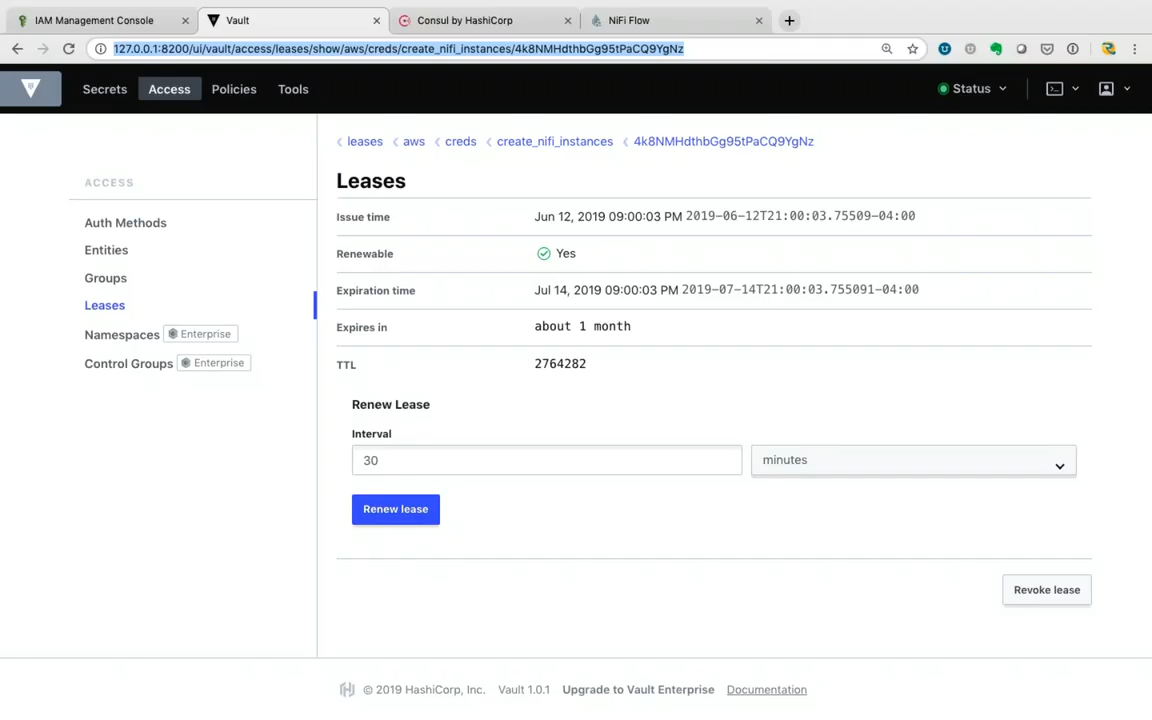 IAM Management Console
Vault
Consul by HashiCorp
NiFi Flow
127.0.0.1:8200/ui/vault/access/leases/show/aws/creds/create_nifi_instances/4k8NMHdthbGg95tPaCQ9YgNz
Secrets
Access
Policies
Tools
Status
leases
aws
creds
create_nifi_instances
4k8NMHdthbGg95tPaCQ9YgNz
ACCESS
Auth Methods
Entities
Groups
Leases
Namespaces Enterprise
Control Groups Enterprise
Leases
Issue time Jun 12, 2019 09:00:03 PM 2019-06-12T21:00:03.75509-04:00
Renewable Yes
Expiration time Jul 14, 2019 09:00:03 PM 2019-07-14T21:00:03.755091-04:00
Expires in about 1 month
TTL 2764282
Renew Lease
Interval
30 minutes
Renew lease
Revoke lease
© 2019 HashiCorp, Inc. Vault 1.0.1 Upgrade to Vault Enterprise Documentation